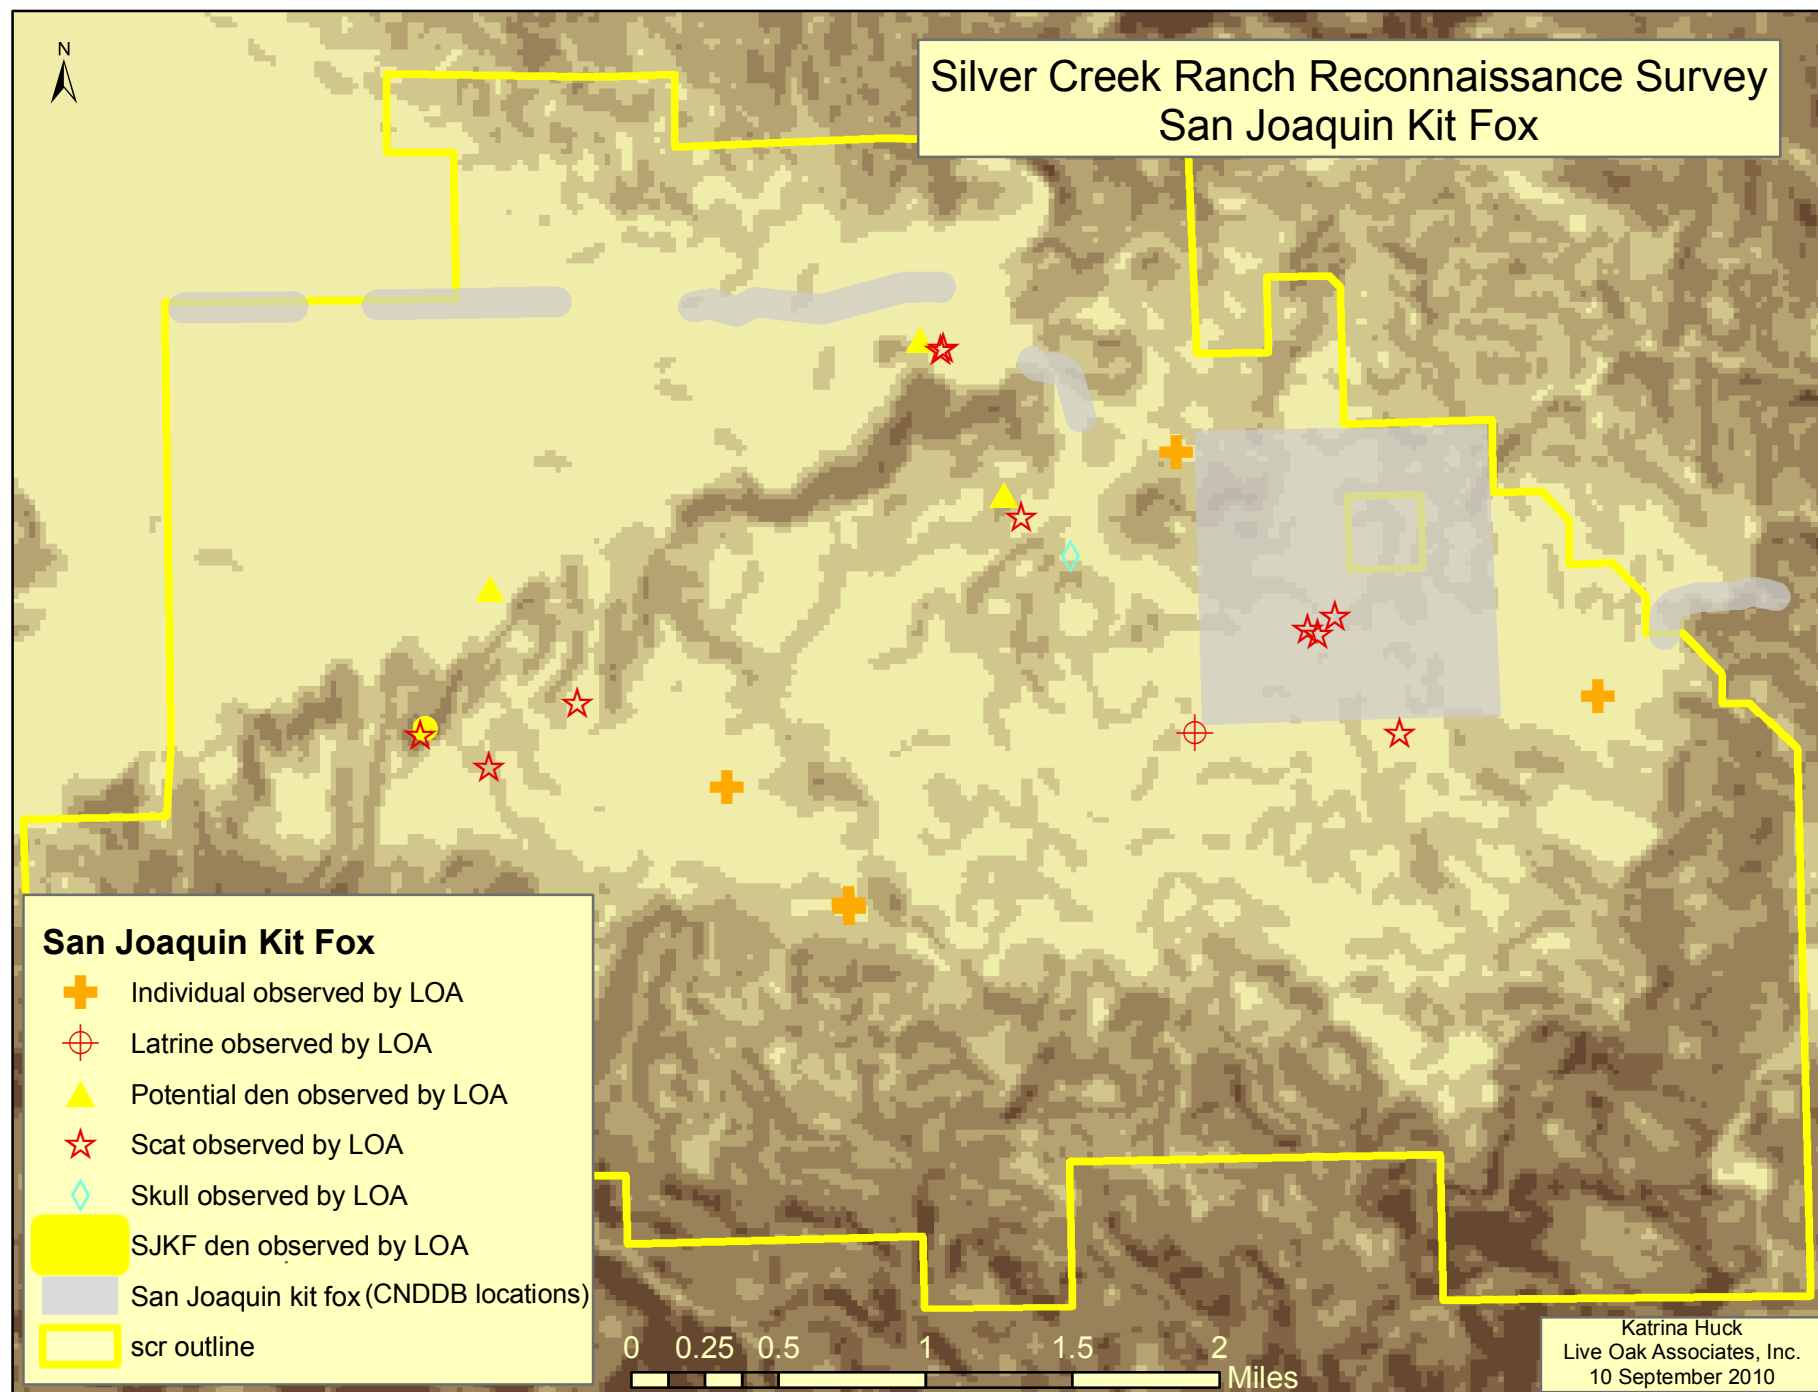 N
Silver Creek Ranch Reconnaissance Survey
San Joaquin Kit Fox
San Joaquin Kit Fox
Individual observed by LOA
Latrine observed by LOA
Potential den observed by LOA
Scat observed by LOA
Skull observed by LOA
SJKF den observed by LOA
San Joaquin kit fox (CNDDB locations)
scr outline
0 0.25 0.5 1 1.5 2
Miles
Katrina Huck
Live Oak Associates, Inc.
10 September 2010